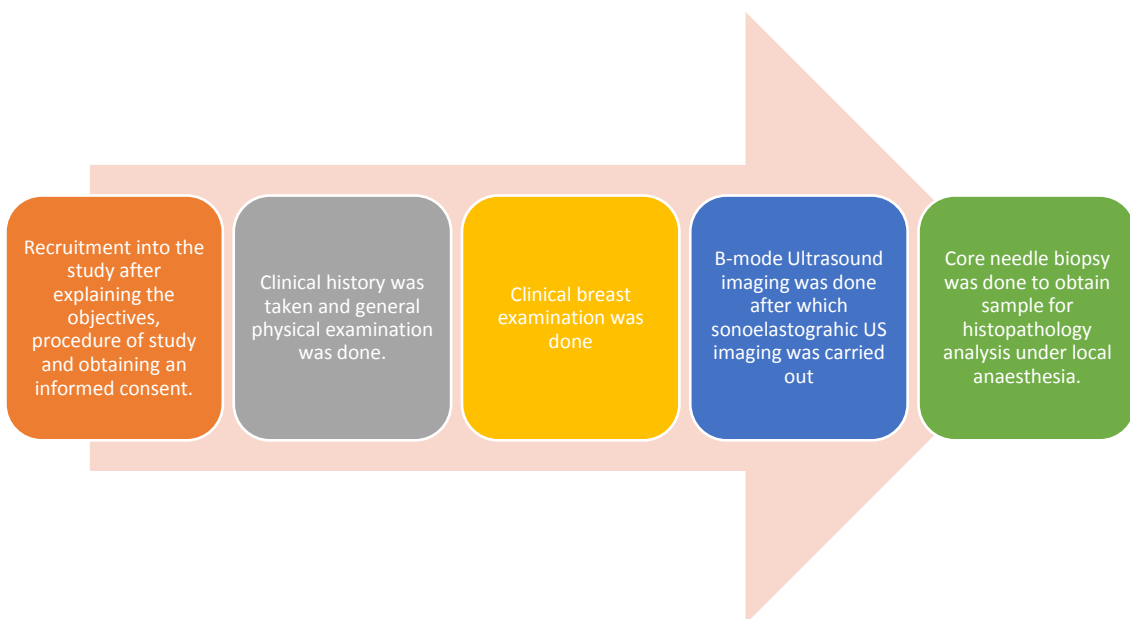 Recruitment into the
study after
explaining the
objectives,
procedure of study
and obtaining an
informed consent.
Clinical history was
taken and general
physical examination
was done.
Clinical breast
examination was
done
B-mode Ultrasound
imaging was done
after which
sonoelastograhic US
imaging was carried
out
Core needle biopsy
was done to obtain
sample for
histopathology
analysis under local
anaesthesia.